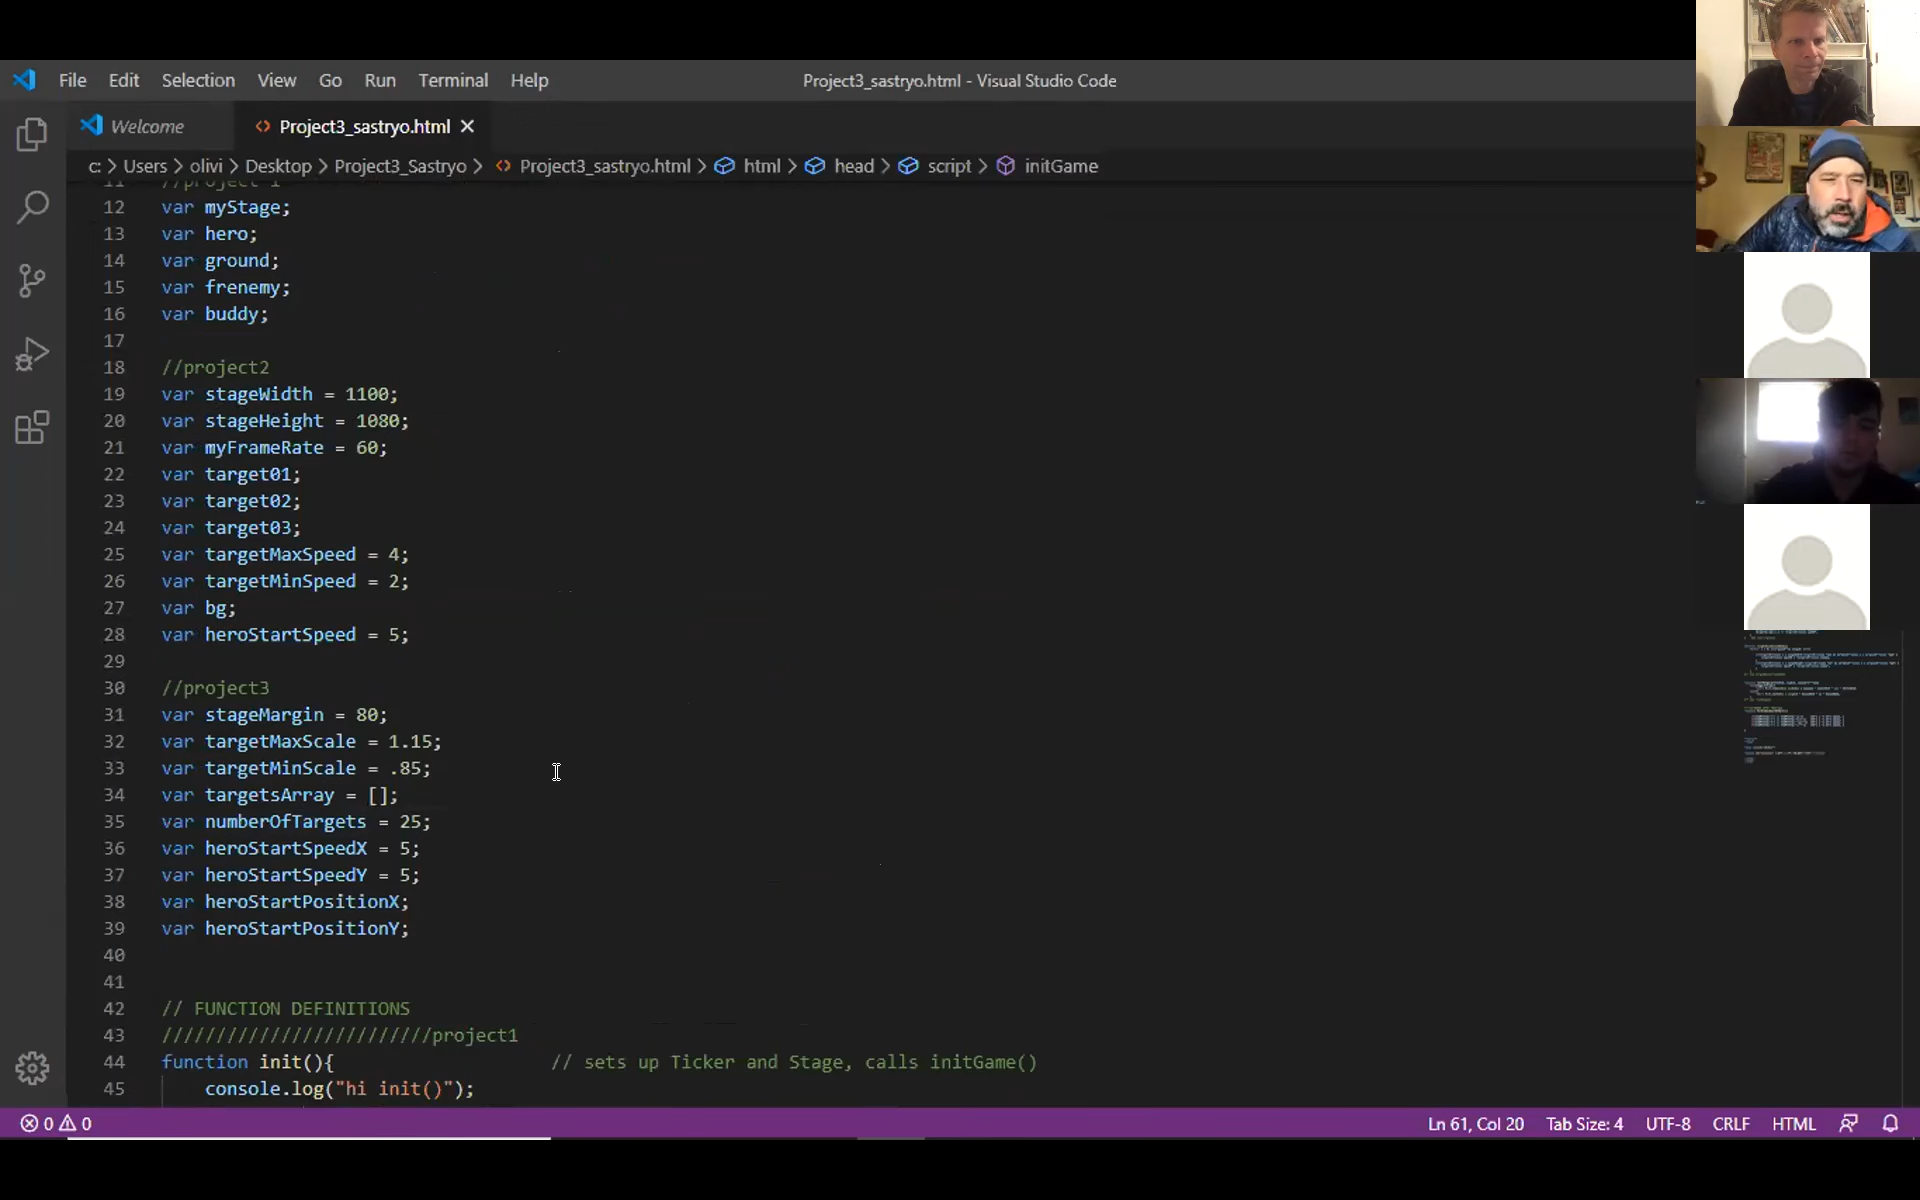 File Edit Selection View Go Run Terminal Help Project3_sastryo.html - Visual Studio Code
Welcome Project3_sastryo.html
c: > Users > olivi > Desktop > Project3_Sastryo > Project3_sastryo.html > html > head > script > initGame
11 //project 1
12 var myStage;
13 var hero;
14 var ground;
15 var frenemy;
16 var buddy;
17
18 //project2
19 var stageWidth = 1100;
20 var stageHeight = 1080;
21 var myFrameRate = 60;
22 var target01;
23 var target02;
24 var target03;
25 var targetMaxSpeed = 4;
26 var targetMinSpeed = 2;
27 var bg;
28 var heroStartSpeed = 5;
29
30 //project3
31 var stageMargin = 80;
32 var targetMaxScale = 1.15;
33 var targetMinScale = .85;
34 var targetsArray = [];
35 var numberOfTargets = 25;
36 var heroStartSpeedX = 5;
37 var heroStartSpeedY = 5;
38 var heroStartPositionX;
39 var heroStartPositionY;
40
41
42 // FUNCTION DEFINITIONS
43 /////////////////////////project1
44 function init(){ // sets up Ticker and Stage, calls initGame()
45 console.log("hi init()");
0 0 Ln 61, Col 20 Tab Size: 4 UTF-8 CRLF HTML